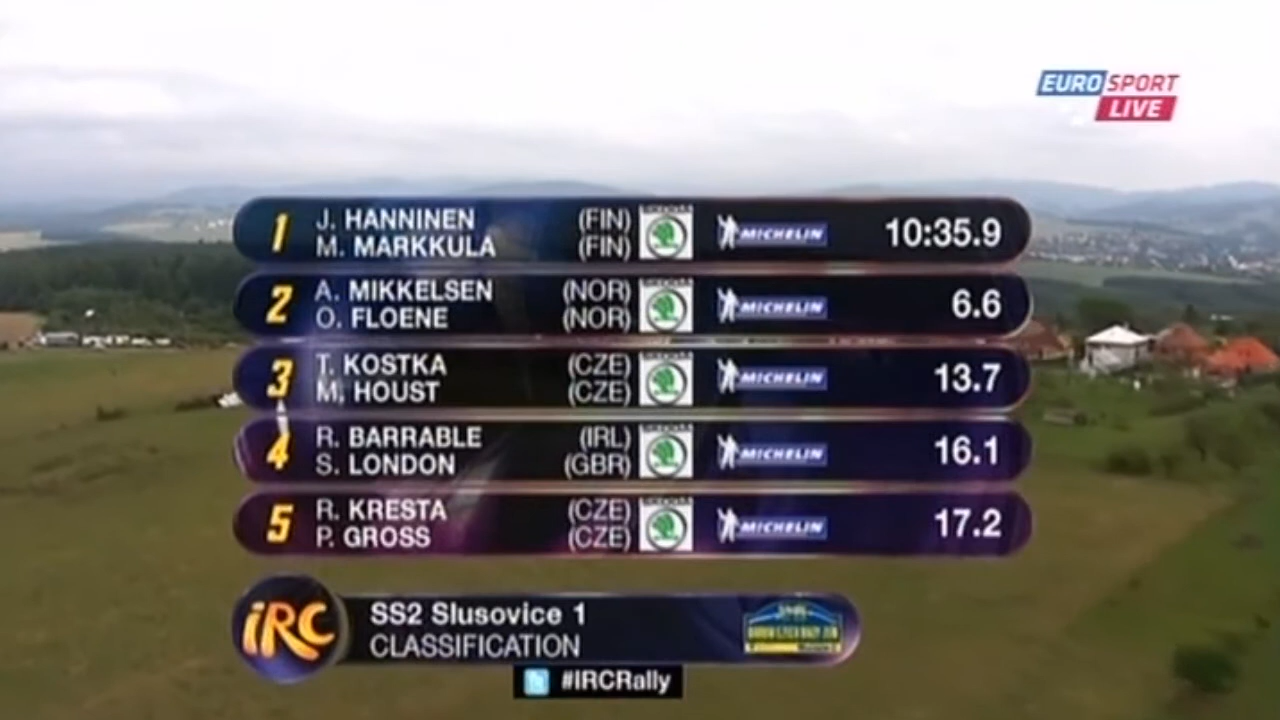 EUROSPORT
LIVE
1 J. HANNINEN (FIN) MICHELIN 10:35.9
M. MARKKULA (FIN)
2 A. MIKKELSEN (NOR) MICHELIN 6.6
O. FLOENE (NOR)
3 T. KOSTKA (CZE) MICHELIN 13.7
M. HOUST (CZE)
4 R. BARRABLE (IRL) MICHELIN 16.1
S. LONDON (GBR)
5 R. KRESTA (CZE) MICHELIN 17.2
P. GROSS (CZE)
iRC SS2 Slusovice 1
CLASSIFICATION
#IRCRally